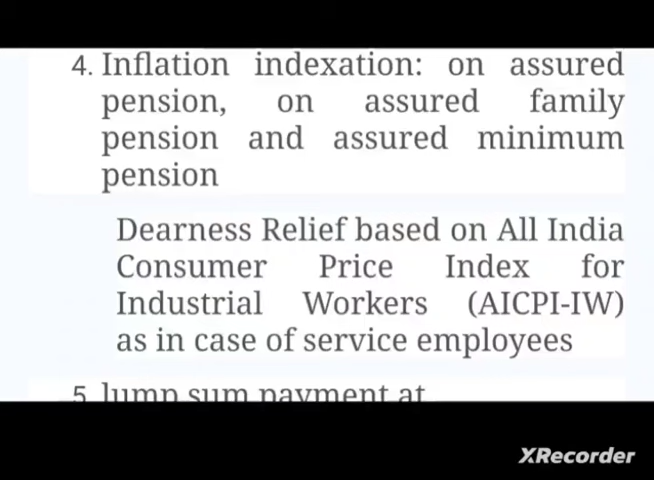 4. Inflation indexation: on assured
pension, on assured family
pension and assured minimum
pension
Dearness Relief based on All India
Consumer Price Index for
Industrial Workers (AICPI-IW)
as in case of service employees
5 lump sum payment at
XRecorder